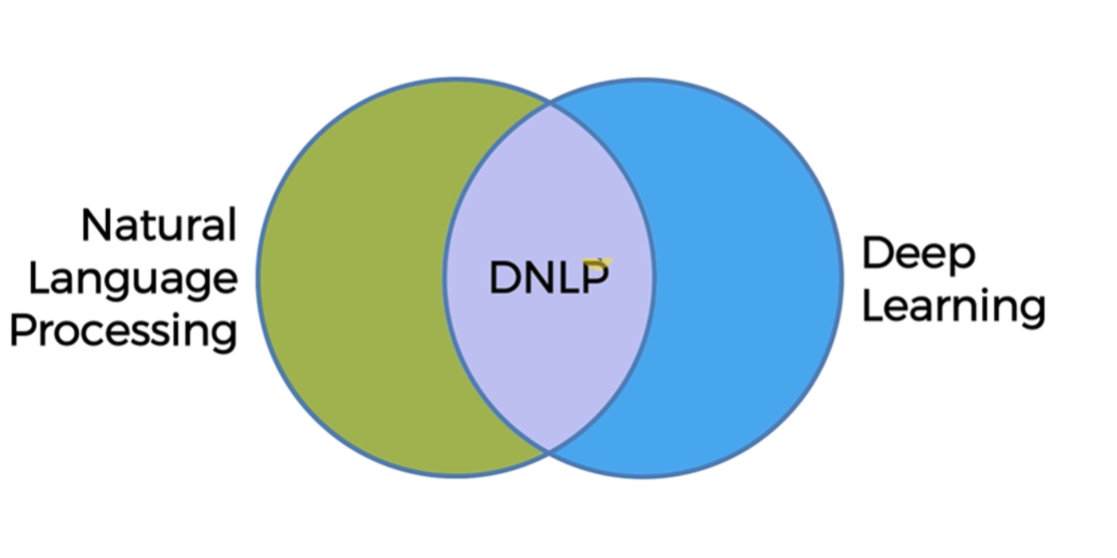 Natural
Language
Processing
DNLP
Deep
Learning